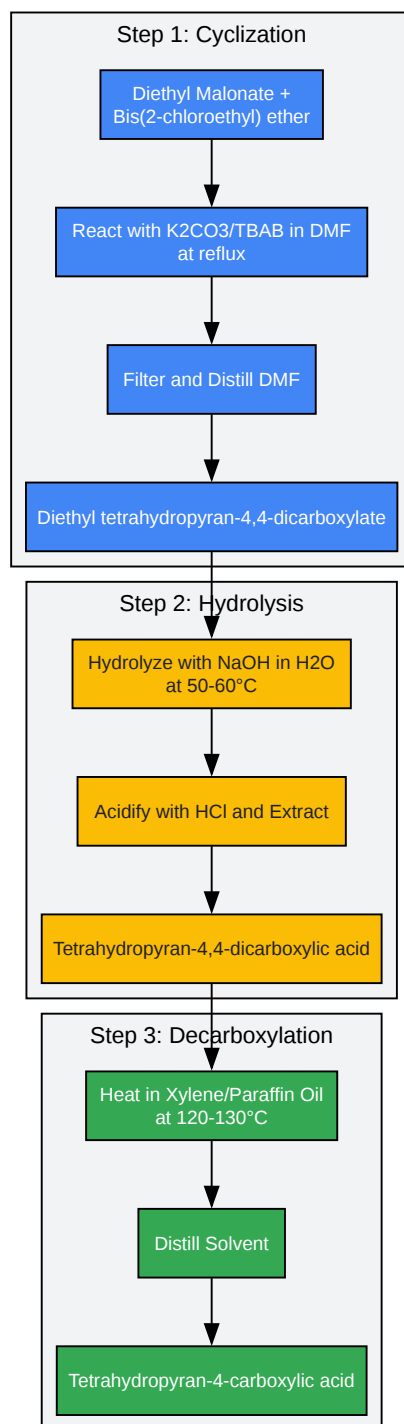 Step 1: Cyclization
Diethyl Malonate +
Bis(2-chloroethyl) ether
React with K2CO3/TBAB in DMF
at reflux
Filter and Distill DMF
Diethyl tetrahydropyran-4,4-dicarboxylate
Step 2: Hydrolysis
Hydrolyze with NaOH in H2O
at 50-60°C
Acidify with HCl and Extract
Tetrahydropyran-4,4-dicarboxylic acid
Step 3: Decarboxylation
Heat in Xylene/Paraffin Oil
at 120-130°C
Distill Solvent
Tetrahydropyran-4-carboxylic acid